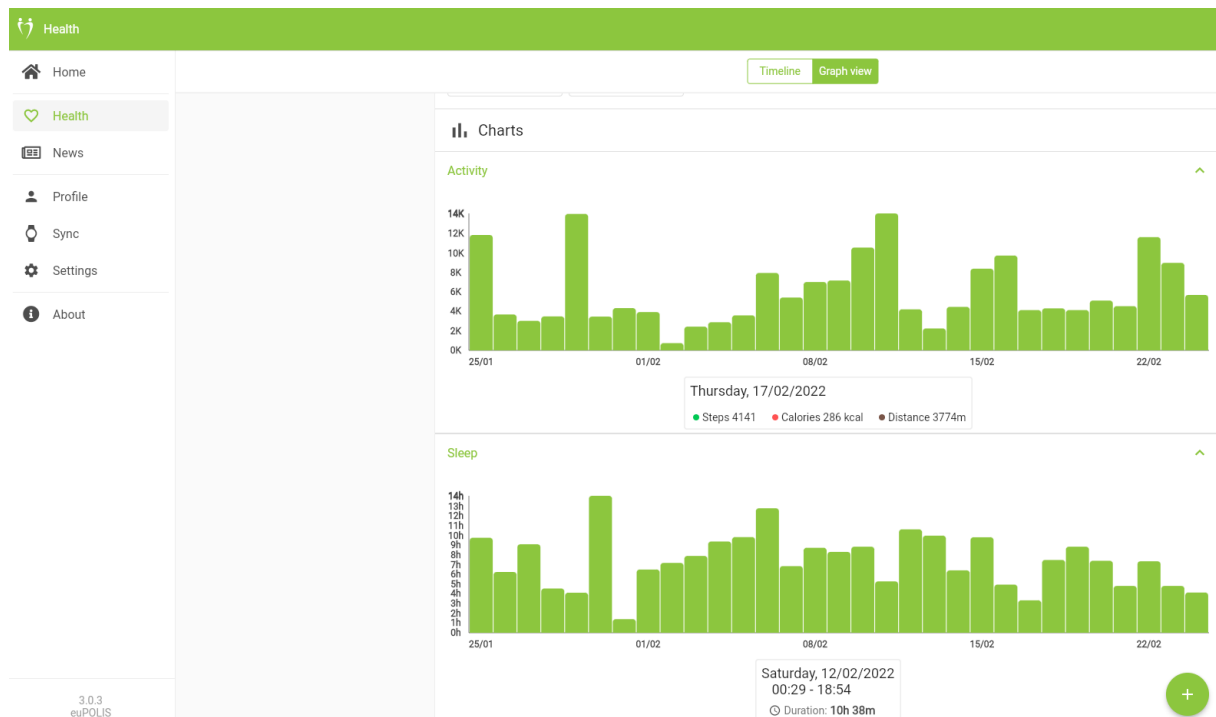 Health
Home
Health
News
Profile
Sync
Settings
About
3.0.3
euPOLIS
Timeline Graph view
Charts
Activity
14K
12K
10K
8K
6K
4K
2K
0K
25/01 01/02 08/02 15/02 22/02
Thursday, 17/02/2022
Steps 4141 Calories 286 kcal Distance 3774m
Sleep
14h
13h
12h
11h
10h
9h
8h
7h
6h
5h
4h
3h
2h
1h
0h
25/01 01/02 08/02 15/02 22/02
Saturday, 12/02/2022
00:29 - 18:54
Duration: 10h 38m